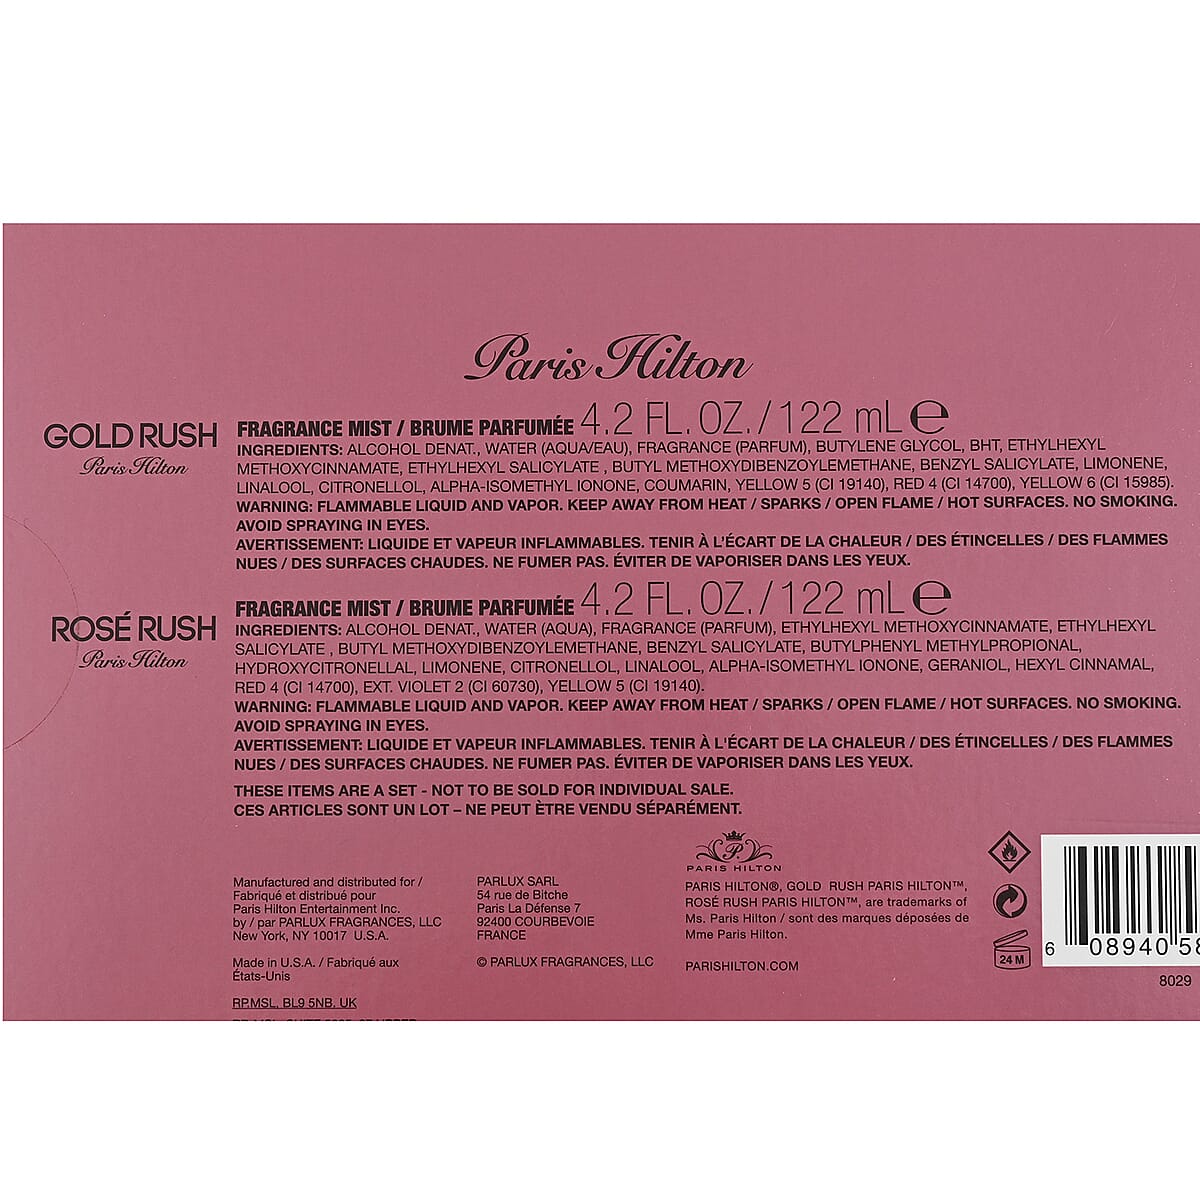 Paris Hilton
GOLD RUSH
Paris Hilton
FRAGRANCE MIST / BRUME PARFUMÉE 4.2 FL. OZ. / 122 mL ℮
INGREDIENTS: ALCOHOL DENAT., WATER (AQUA/EAU), FRAGRANCE (PARFUM), BUTYLENE GLYCOL, BHT, ETHYLHEXYL
METHOXYCINNAMATE, ETHYLHEXYL SALICYLATE , BUTYL METHOXYDIBENZOYLEMETHANE, BENZYL SALICYLATE, LIMONENE,
LINALOOL, CITRONELLOL, ALPHA-ISOMETHYL IONONE, COUMARIN, YELLOW 5 (CI 19140), RED 4 (CI 14700), YELLOW 6 (CI 15985).
WARNING: FLAMMABLE LIQUID AND VAPOR. KEEP AWAY FROM HEAT / SPARKS / OPEN FLAME / HOT SURFACES. NO SMOKING.
AVOID SPRAYING IN EYES.
AVERTISSEMENT: LIQUIDE ET VAPEUR INFLAMMABLES. TENIR À L'ÉCART DE LA CHALEUR / DES ÉTINCELLES / DES FLAMMES
NUES / DES SURFACES CHAUDES. NE FUMER PAS. ÉVITER DE VAPORISER DANS LES YEUX.
ROSÉ RUSH
Paris Hilton
FRAGRANCE MIST / BRUME PARFUMÉE 4.2 FL. OZ. / 122 mL ℮
INGREDIENTS: ALCOHOL DENAT., WATER (AQUA), FRAGRANCE (PARFUM), ETHYLHEXYL METHOXYCINNAMATE, ETHYLHEXYL
SALICYLATE , BUTYL METHOXYDIBENZOYLEMETHANE, BENZYL SALICYLATE, BUTYLPHENYL METHYLPROPIONAL,
HYDROXYCITRONELLAL, LIMONENE, CITRONELLOL, LINALOOL, ALPHA-ISOMETHYL IONONE, GERANIOL, HEXYL CINNAMAL,
RED 4 (CI 14700), EXT. VIOLET 2 (CI 60730), YELLOW 5 (CI 19140).
WARNING: FLAMMABLE LIQUID AND VAPOR. KEEP AWAY FROM HEAT / SPARKS / OPEN FLAME / HOT SURFACES. NO SMOKING.
AVOID SPRAYING IN EYES.
AVERTISSEMENT: LIQUIDE ET VAPEUR INFLAMMABLES. TENIR À L'ÉCART DE LA CHALEUR / DES ÉTINCELLES / DES FLAMMES
NUES / DES SURFACES CHAUDES. NE FUMER PAS. ÉVITER DE VAPORISER DANS LES YEUX.
THESE ITEMS ARE A SET - NOT TO BE SOLD FOR INDIVIDUAL SALE.
CES ARTICLES SONT UN LOT – NE PEUT ÈTRE VENDU SÉPARÉMENT.
Manufactured and distributed for /
Fabriqué et distribué pour
Paris Hilton Entertainment Inc.
by / par PARLUX FRAGRANCES, LLC
New York, NY 10017 U.S.A.
Made in U.S.A. / Fabriqué aux
États-Unis
RP.MSL, BL9 5NB, UK
PARLUX SARL
54 rue de Bitche
Paris La Défense 7
92400 COURBEVOIE
FRANCE
© PARLUX FRAGRANCES, LLC
P.
PARIS HILTON
PARIS HILTON®, GOLD RUSH PARIS HILTON™,
ROSÉ RUSH PARIS HILTON™, are trademarks of
Ms. Paris Hilton / sont des marques déposées de
Mme Paris Hilton.
PARISHILTON.COM
24 M
6 08940 58
8029